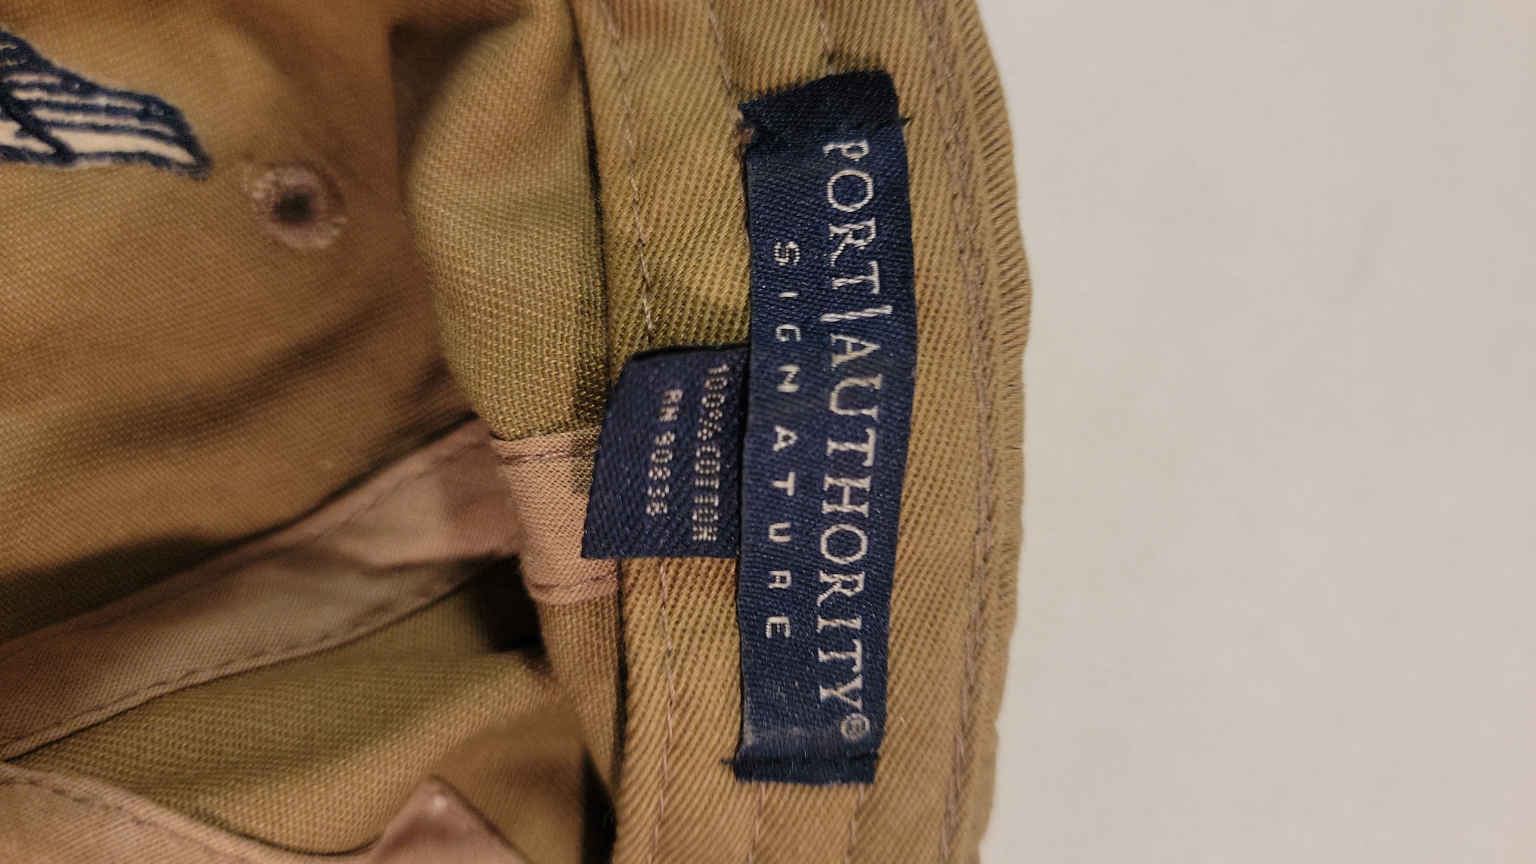 PORT|AUTHORITY®
SIGNATURE
100% COTTON
RN 90836